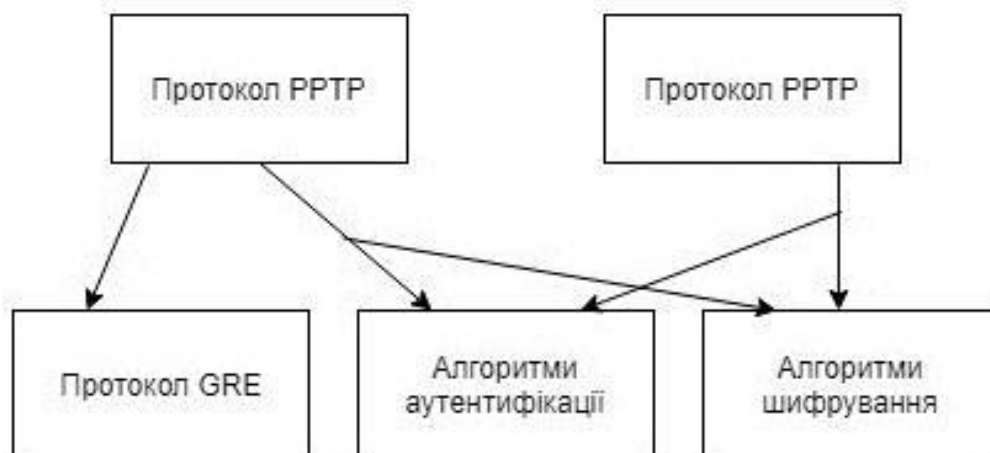 Протокол PPTP
Протокол PPTP
Протокол GRE
Алгоритми
аутентифікації
Алгоритми
шифрування